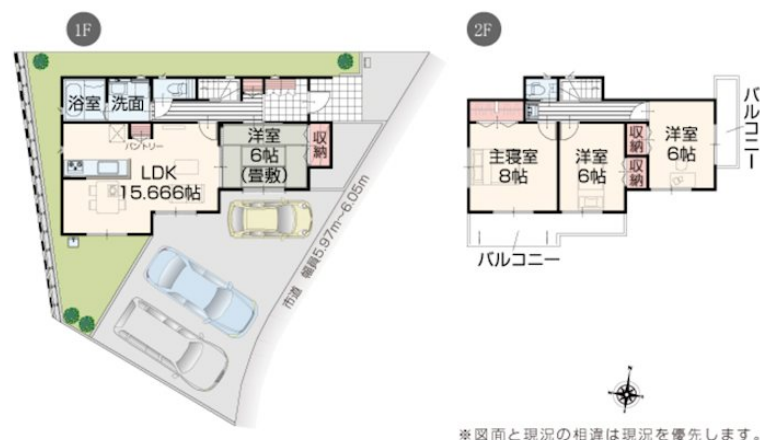 1F
浴室
洗面
パントリー
LDK
15.666帖
洋室
6帖
(畳敷)
収納
市道 幅員5.97m~6.05m
2F
主寝室
8帖
洋室
6帖
収納
収納
洋室
6帖
バルコニー
バルコニー
※図面と現況の相違は現況を優先します。